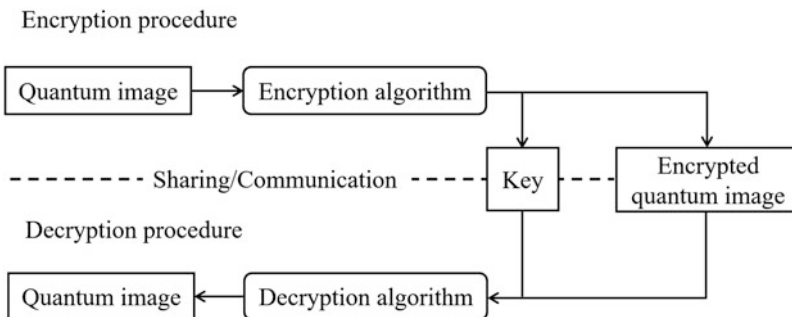 Encryption procedure
Quantum image
Encryption algorithm
Sharing/Communication
Key
Encrypted
quantum image
Decryption procedure
Quantum image
Decryption algorithm